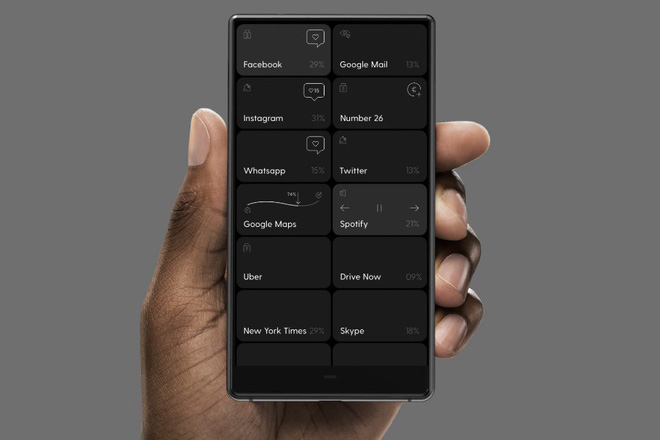 Facebook 29%
Google Mail 13%
♡15
€
Instagram 31%
Number 26
Whatsapp 15%
Twitter 13%
74%
Google Maps
Spotify 21%
Uber
Drive Now 09%
New York Times 29%
Skype 18%